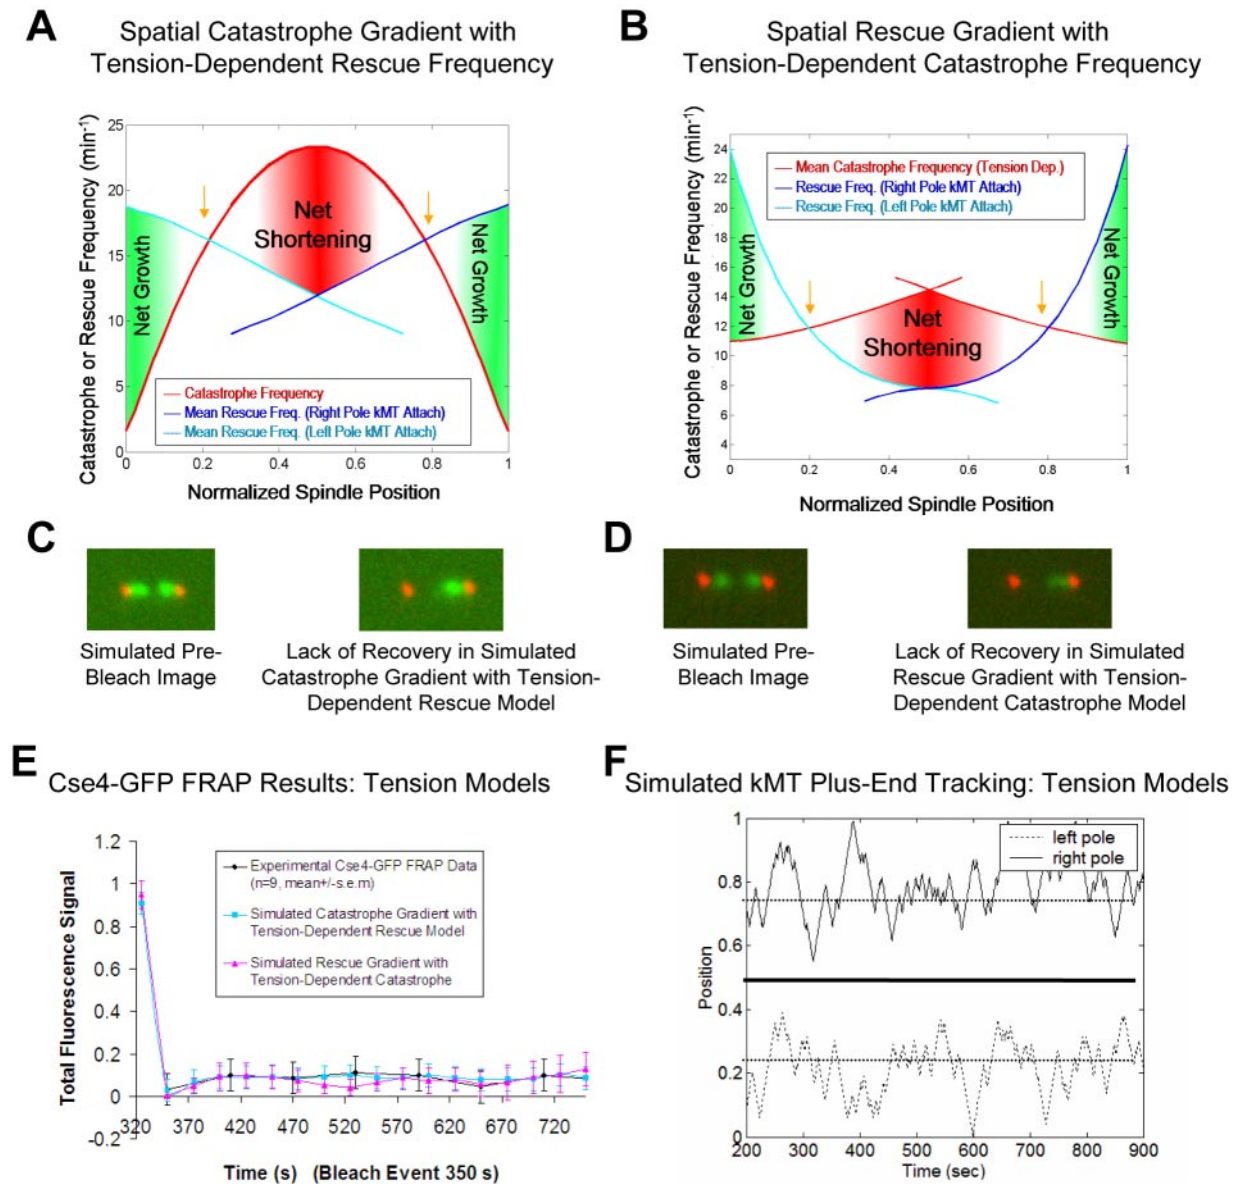 A
Spatial Catastrophe Gradient with
Tension-Dependent Rescue Frequency
Catastrophe or Rescue Frequency (min⁻¹)
25
20
15
10
5
0
Net Growth
Net
Shortening
Net Growth
Catastrophe Frequency
Mean Rescue Freq. (Right Pole kMT Attach)
Mean Rescue Freq. (Left Pole kMT Attach)
0 0.2 0.4 0.6 0.8 1
Normalized Spindle Position
B
Spatial Rescue Gradient with
Tension-Dependent Catastrophe Frequency
Catastrophe or Rescue Frequency (min⁻¹)
24
22
20
18
16
14
12
10
8
6
4
Mean Catastrophe Frequency (Tension Dep.)
Rescue Freq. (Right Pole kMT Attach)
Rescue Freq. (Left Pole kMT Attach)
Net Growth
Net
Shortening
Net Growth
0 0.2 0.4 0.6 0.8 1
Normalized Spindle Position
C
Simulated Pre-
Bleach Image
Lack of Recovery in Simulated
Catastrophe Gradient with Tension-
Dependent Rescue Model
D
Simulated Pre-
Bleach Image
Lack of Recovery in Simulated
Rescue Gradient with Tension-
Dependent Catastrophe Model
E
Cse4-GFP FRAP Results: Tension Models
Total Fluorescence Signal
1.2
1
0.8
0.6
0.4
0.2
0
-0.2
Experimental Cse4-GFP FRAP Data
(n=9, mean+/-s.e.m)
Simulated Catastrophe Gradient with
Tension-Dependent Rescue Model
Simulated Rescue Gradient with
Tension-Dependent Catastrophe
320 370 420 470 520 570 620 670 720
Time (s) (Bleach Event 350 s)
F
Simulated kMT Plus-End Tracking: Tension Models
Position
1
0.8
0.6
0.4
0.2
0
left pole
right pole
200 300 400 500 600 700 800 900
Time (sec)